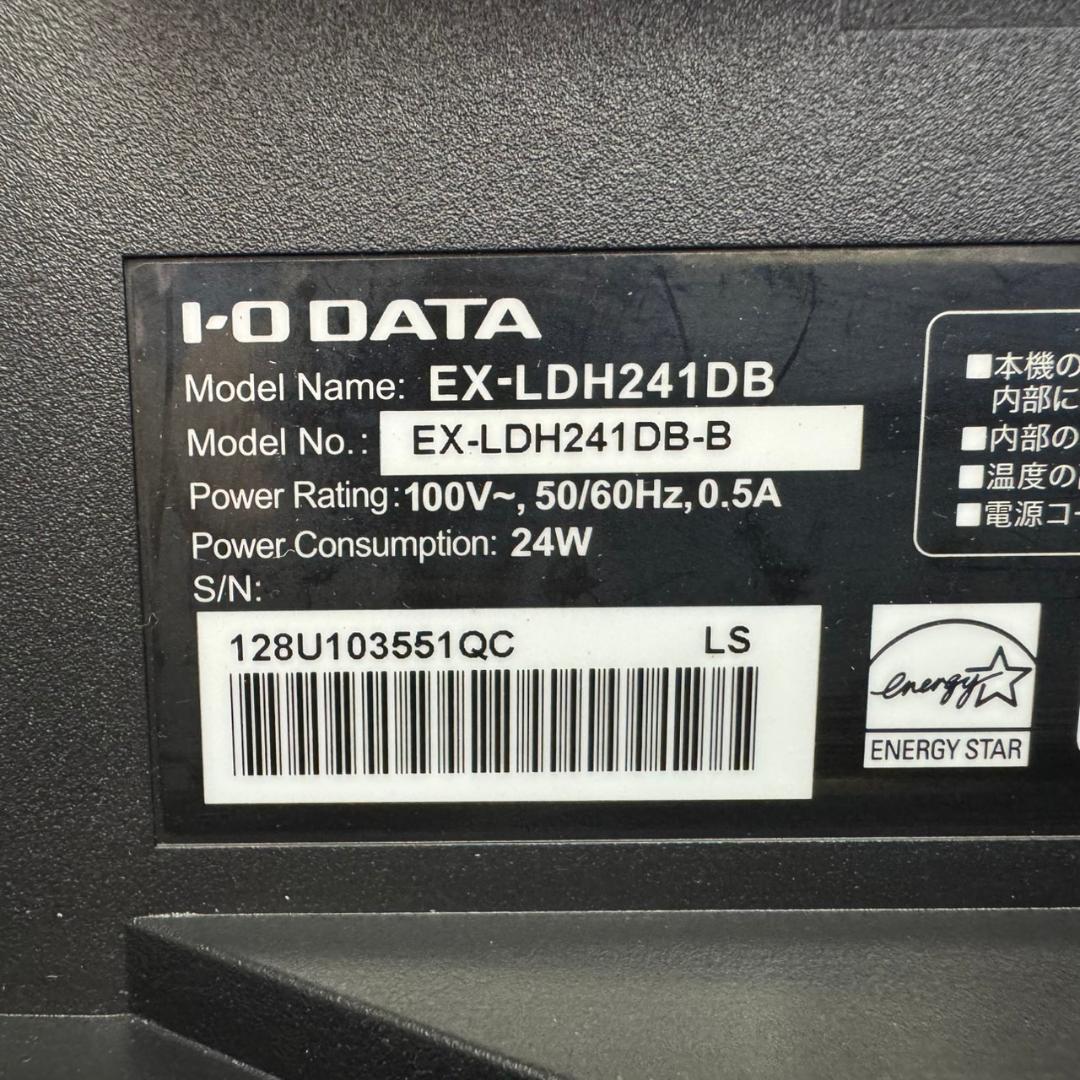 I-O DATA
Model Name: EX-LDH241DB
Model No.: EX-LDH241DB-B
Power Rating:100V~, 50/60Hz, 0.5A
Power Consumption: 24W
S/N:
128U103551QC LS
■本機の
内部に
■内部の
■温度の
■電源コー
energy
ENERGY STAR